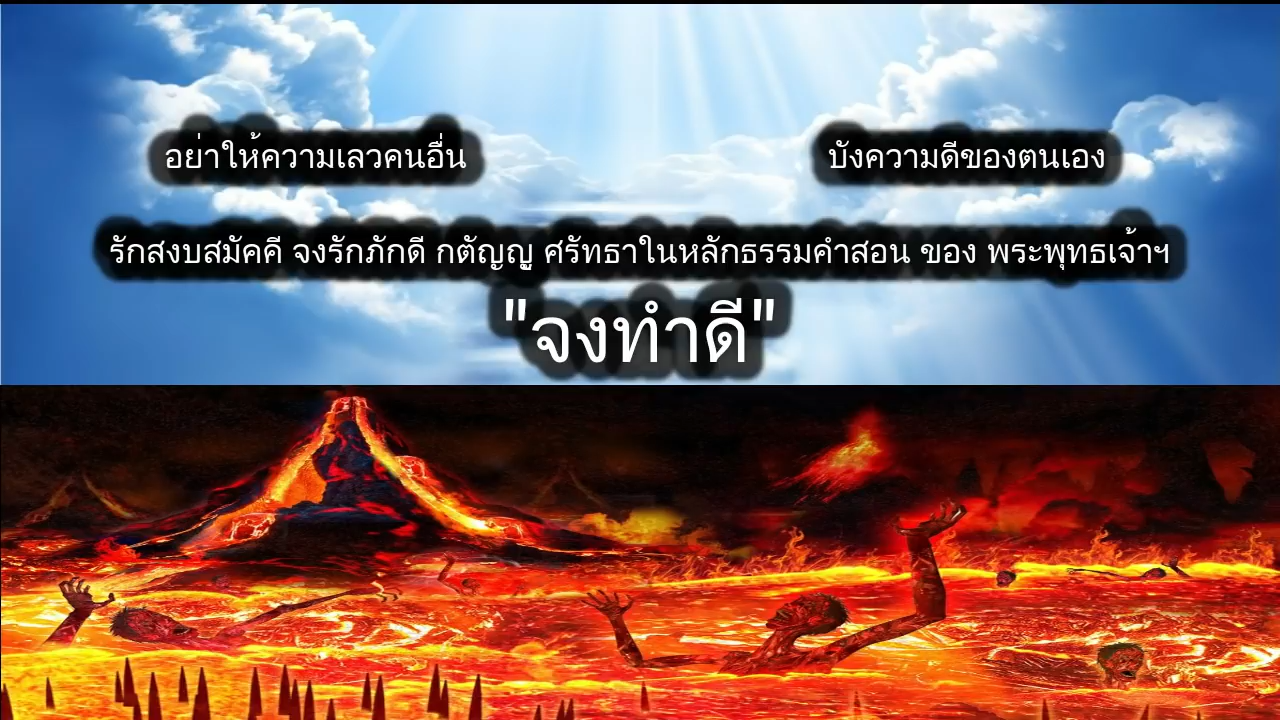 อย่าให้ความเลวคนอื่น บังความดีของตนเอง
รักสงบสมัคคี จงรักภักดี กตัญญู ศรัทธาในหลักธรรมคำสอน ของ พระพุทธเจ้าฯ
"จงทำดี"